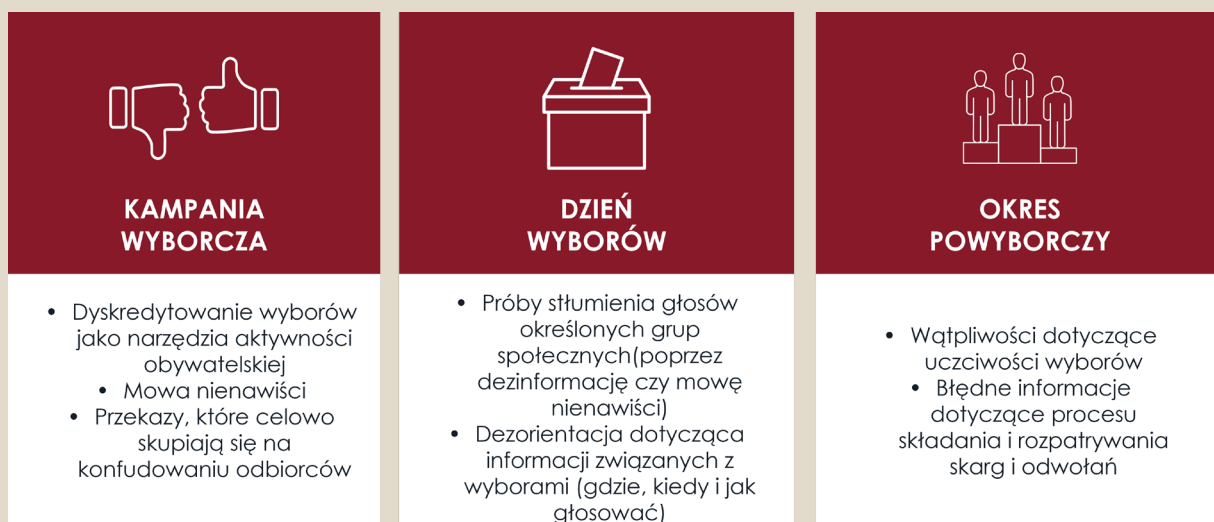 KAMPANIA
WYBORCZA
• Dyskredytowanie wyborów
jako narzędzia aktywności
obywatelskiej
• Mowa nienawiści
• Przekazy, które celowo
skupiają się na
konfudowaniu odbiorców
DZIEŃ
WYBORÓW
• Próby stłumienia głosów
określonych grup
społecznych(poprzez
dezinformację czy mowę
nienawiści)
• Dezorientacja dotycząca
informacji związanych z
wyborami (gdzie, kiedy i jak
głosować)
OKRES
POWYBORCZY
• Wątpliwości dotyczące
uczciwości wyborów
• Błędne informacje
dotyczące procesu
składania i rozpatrywania
skarg i odwołań